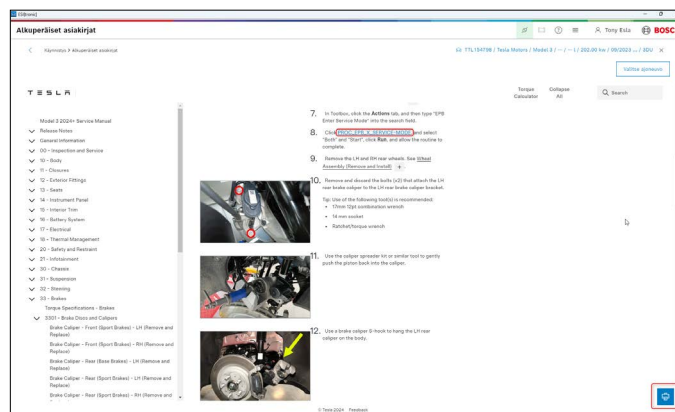 ES[tronic]
Alkuperäiset asiakirjat
Tony Esla
BOSC
Käynnistys > Alkuperäiset asiakirjat
TTL154798 / Tesla Motors / Model 3 / -- / -- I / 202.00 kw / 09/2023 ... / 3DU
Valitse ajoneuvo
TESLA
Torque Calculator
Collapse All
Search
Model 3 2024+ Service Manual
Release Notes
General Information
00 - Inspection and Service
10 - Body
11 - Closures
12 - Exterior Fittings
13 - Seats
14 - Instrument Panel
15 - Interior Trim
16 - Battery System
17 - Electrical
18 - Thermal Management
20 - Safety and Restraint
21 - Infotainment
30 - Chassis
31 - Suspension
32 - Steering
33 - Brakes
Torque Specifications - Brakes
3301 - Brake Discs and Calipers
Brake Caliper - Front (Sport Brakes) - LH (Remove and
Replace)
Brake Caliper - Front (Sport Brakes) - RH (Remove and
Replace)
Brake Caliper - Rear (Base Brakes) - LH (Remove and
Replace)
Brake Caliper - Rear (Sport Brakes) - LH (Remove and
Replace)
Brake Caliper - Rear (Sport Brakes) - RH (Remove and
7. In Toolbox, click the Actions tab, and then type "EPB
Enter Service Mode" into the search field.
8. Click PROC_EPB_X_SERVICE-MODE and select
"Both" and "Start", click Run, and allow the routine to
complete.
9. Remove the LH and RH rear wheels. See Wheel
Assembly (Remove and Install) +
10. Remove and discard the bolts (x2) that attach the LH
rear brake caliper to the LH rear brake caliper bracket.
Tip: Use of the following tool(s) is recommended:
• 17mm 12pt combination wrench
• 14 mm socket
• Ratchet/torque wrench
11. Use the caliper spreader kit or similar tool to gently
push the piston back into the caliper.
12. Use a brake caliper S-hook to hang the LH rear
caliper on the body.
© Tesla 2024 Feedback